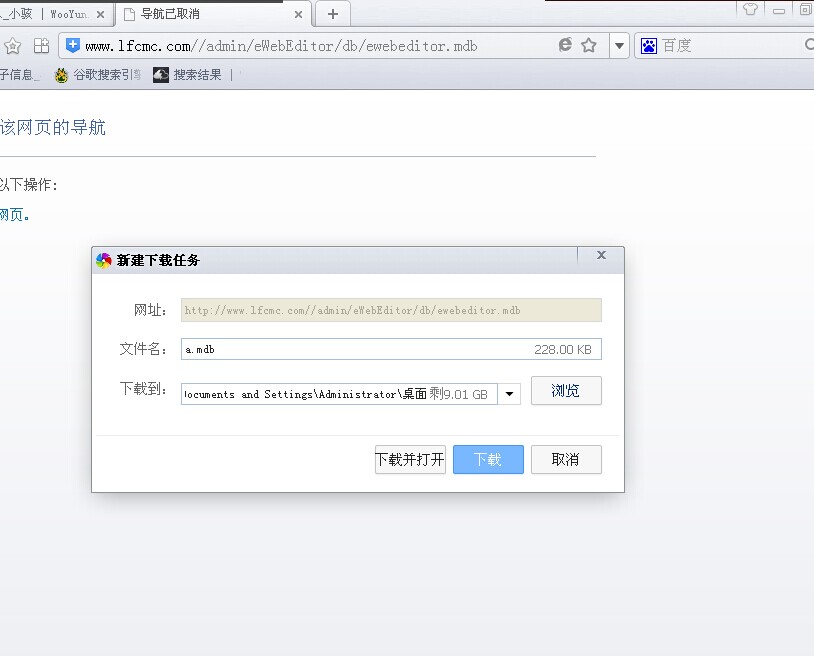 _小骇 | WooYun. 导航已取消
www.lfcmc.com//admin/eWebEditor/db/ewebeditor.mdb 百度
子信息_ 谷歌搜索引 搜索结果
该网页的导航
以下操作:
网页。
新建下载任务
网址: http://www.lfcmc.com//admin/eWebEditor/db/ewebeditor.mdb
文件名: a.mdb 228.00 KB
下载到: ocuments and Settings\Administrator\桌面 剩9.01 GB 浏览
下载并打开 下载 取消